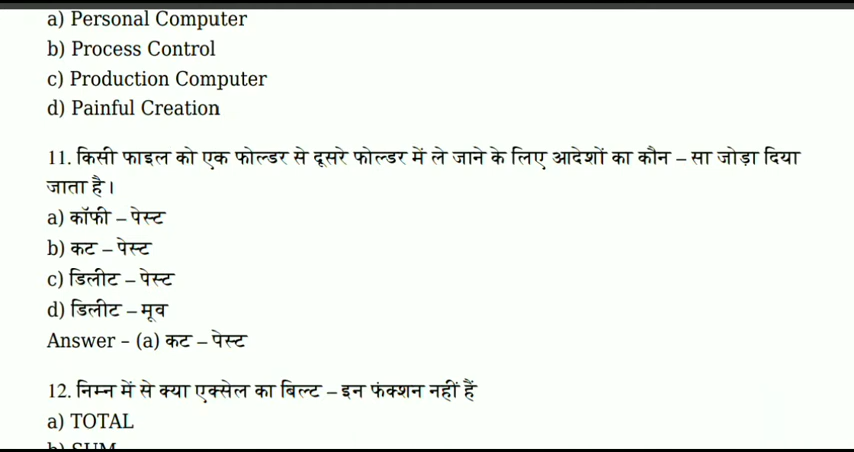 a) Personal Computer
b) Process Control
c) Production Computer
d) Painful Creation
11. किसी फाइल को एक फोल्डर से दूसरे फोल्डर में ले जाने के लिए आदेशों का कौन – सा जोड़ा दिया
जाता है।
a) कॉफी – पेस्ट
b) कट – पेस्ट
c) डिलीट – पेस्ट
d) डिलीट – मूव
Answer – (a) कट – पेस्ट
12. निम्न में से क्या एक्सेल का बिल्ट – इन फंक्शन नहीं हैं
a) TOTAL
b) SUM